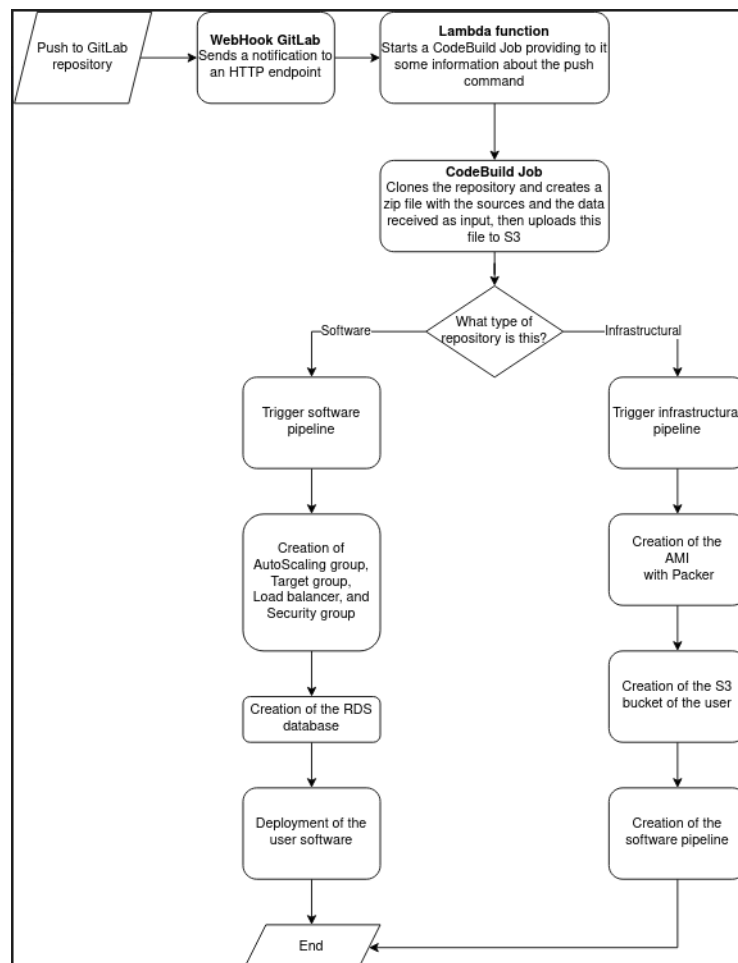 Push to GitLab
repository
WebHook GitLab
Sends a notification to
an HTTP endpoint
Lambda function
Starts a CodeBuild Job providing to it
some information about the push
command
CodeBuild Job
Clones the repository and creates a
zip file with the sources and the data
received as input, then uploads this
file to S3
What type of
repository is this?
Software
Infrastructural
Trigger software
pipeline
Trigger infrastructura
pipeline
Creation of
AutoScaling group,
Target group,
Load balancer, and
Security group
Creation of the
AMI
with Packer
Creation of the RDS
database
Creation of the S3
bucket of the user
Deployment of the
user software
Creation of the
software pipeline
End